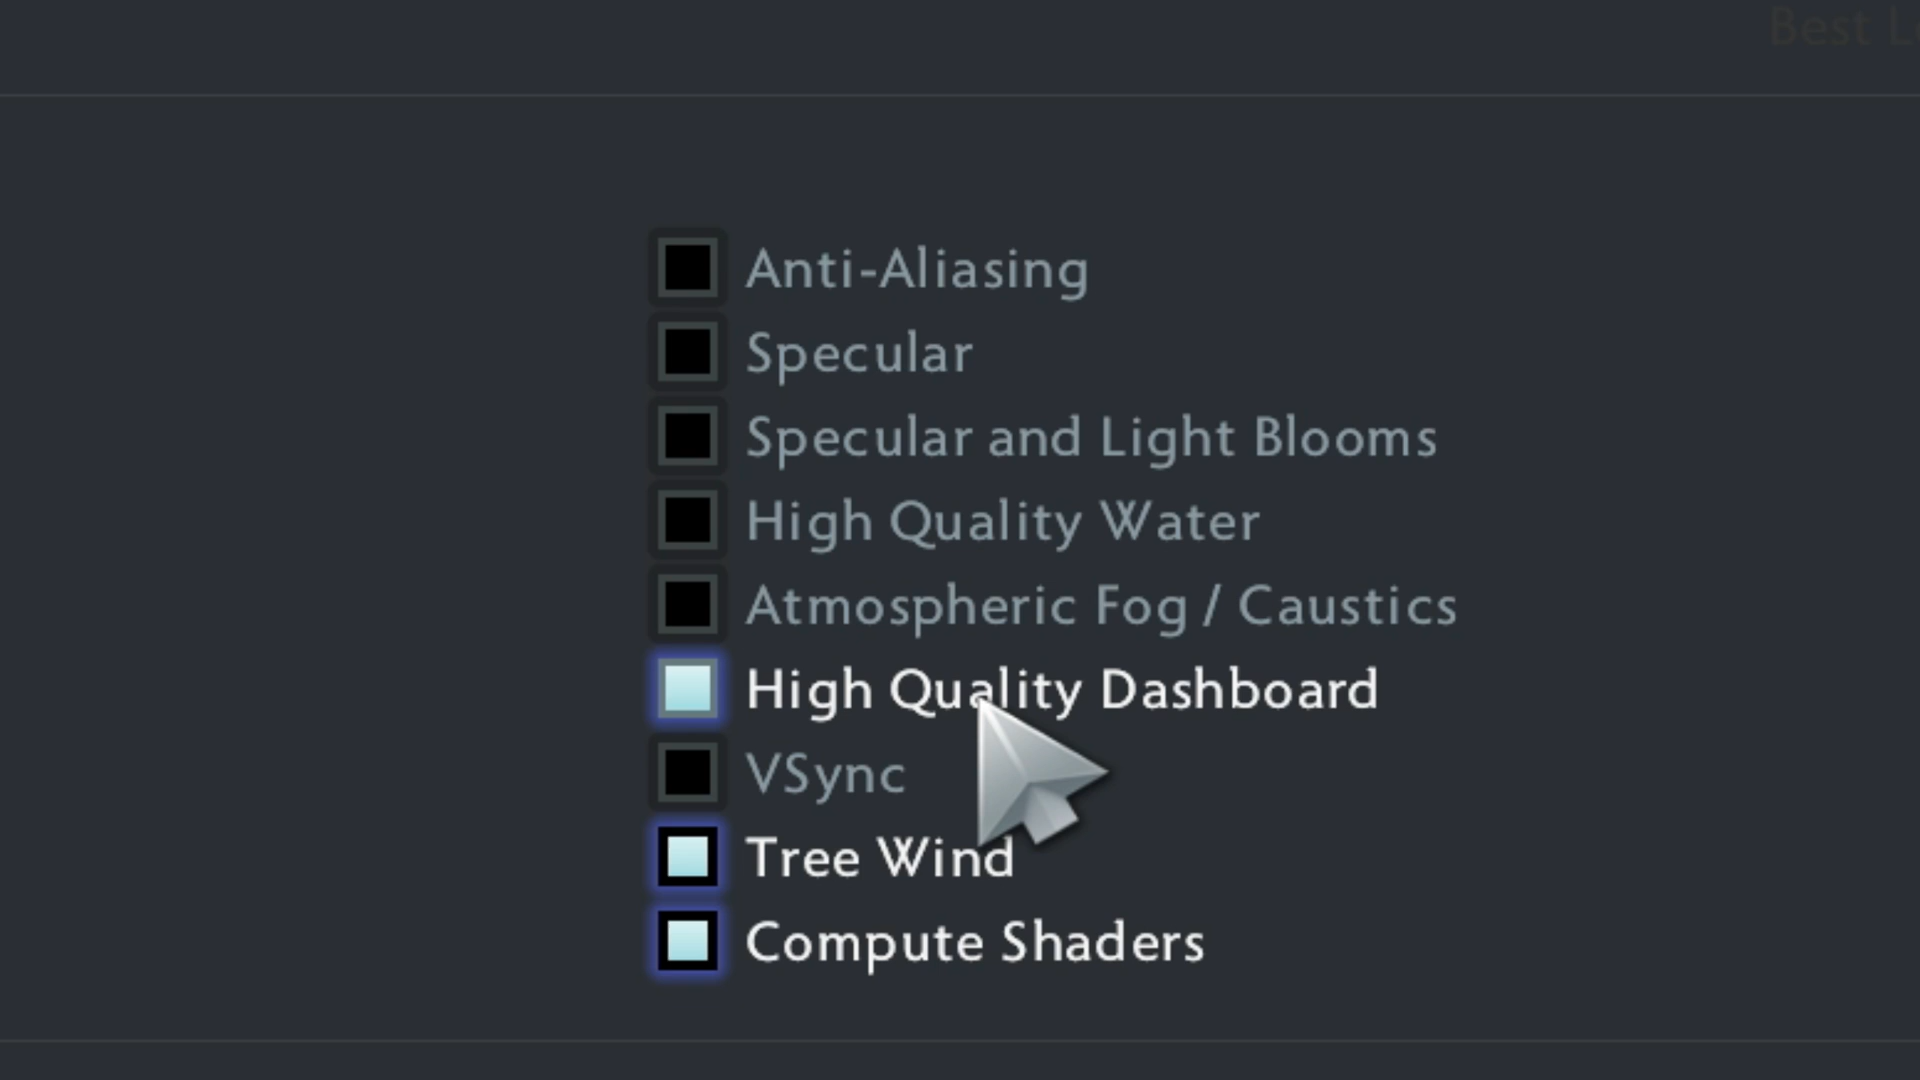 Best
Anti-Aliasing
Specular
Specular and Light Blooms
High Quality Water
Atmospheric Fog / Caustics
High Quality Dashboard
VSync
Tree Wind
Compute Shaders